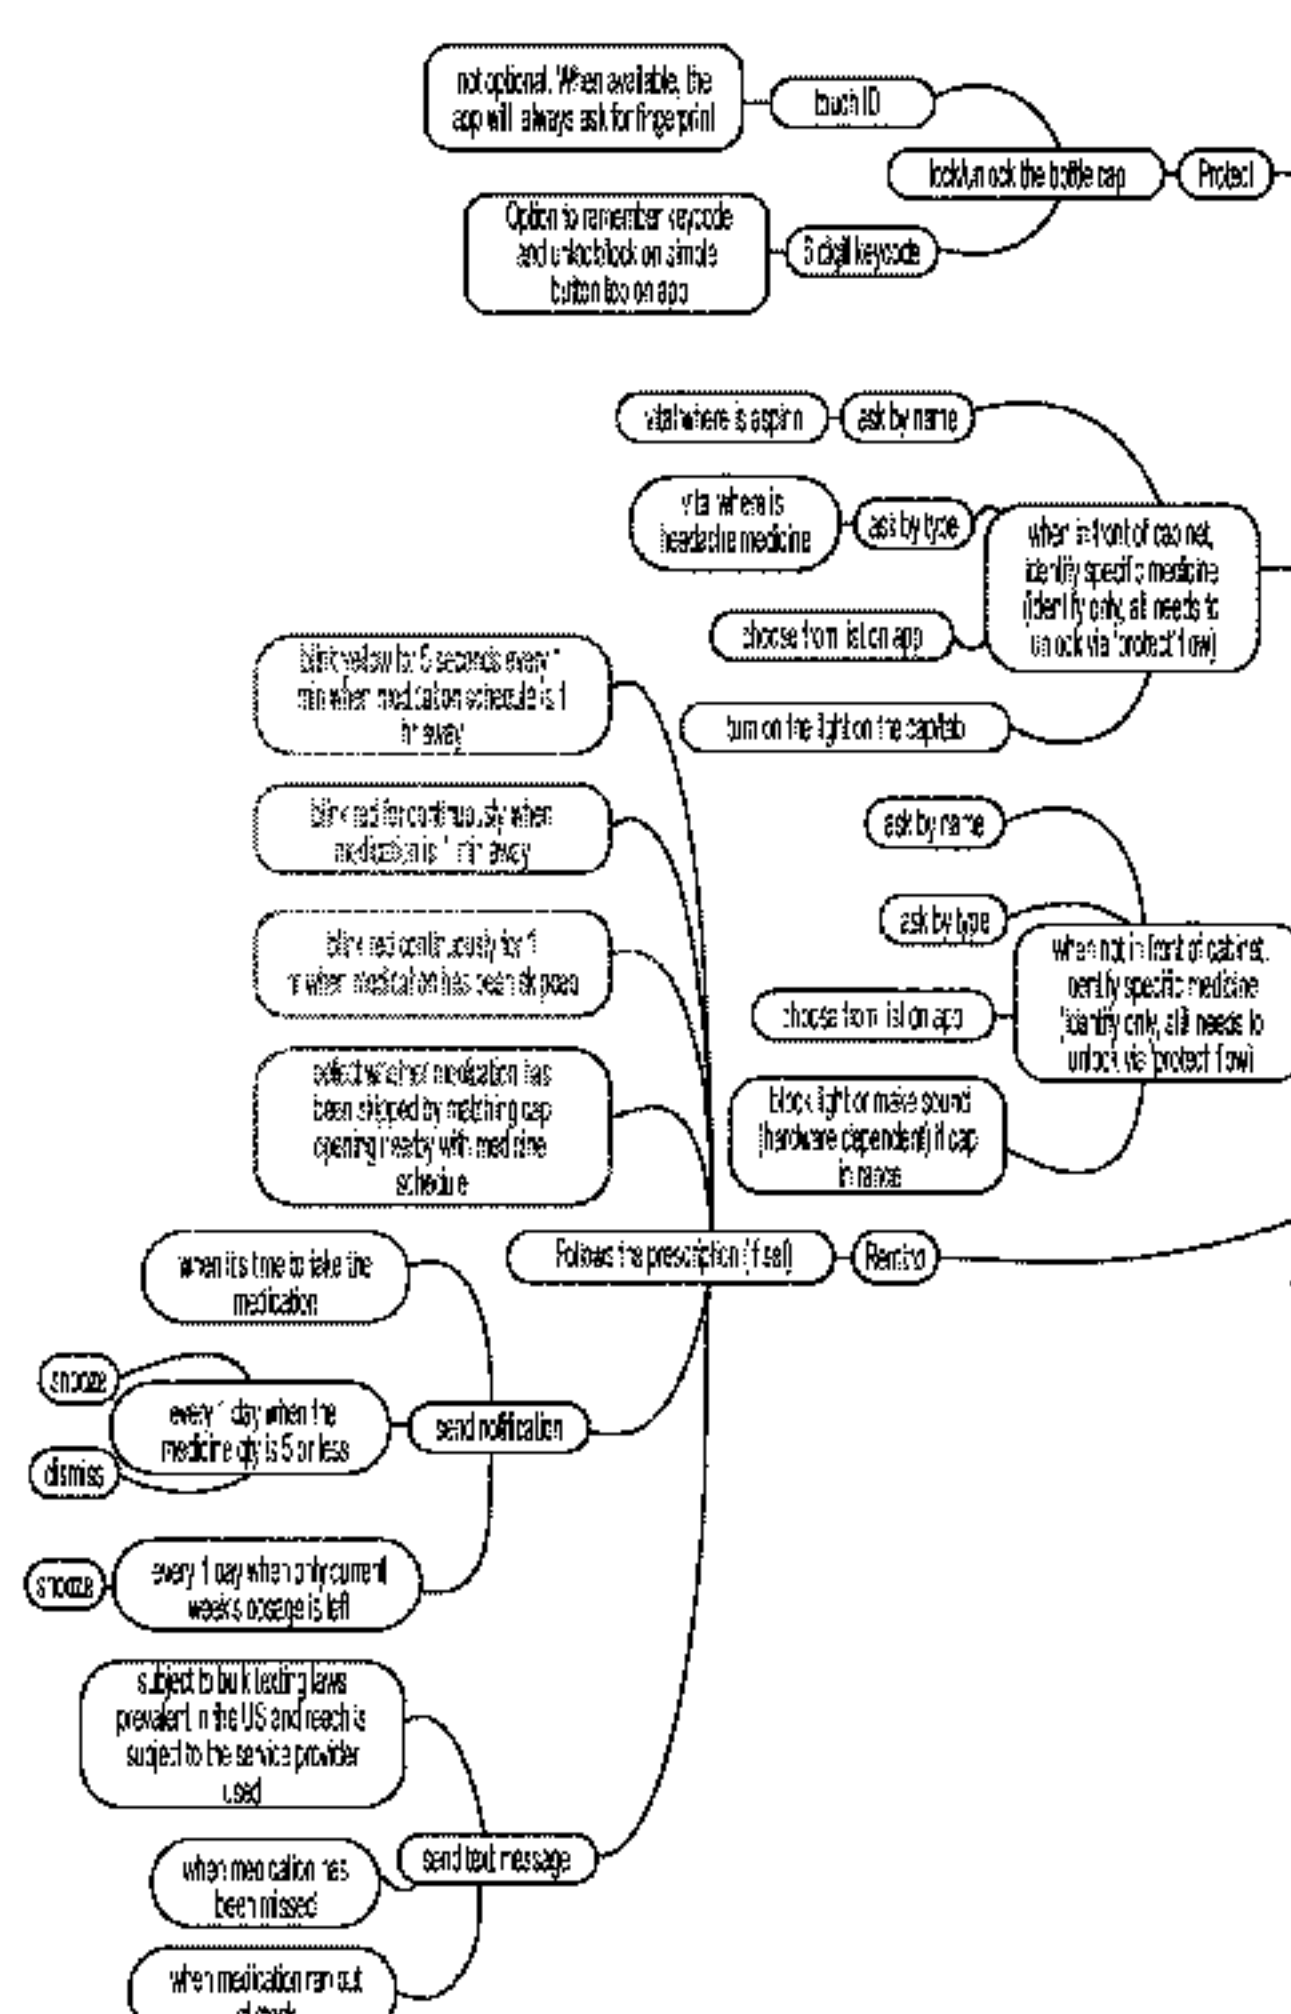 not optional. When available, the
app will always ask for fingerprint
touch ID
lock/unlock the bottle cap
Protect
Option to remember keycode
and unlock/lock on simple
button tap on app
6 digit keycode
vita where is aspirin
ask by name
vita where is
headache medicine
ask by type
when in front of cabinet,
identify specific medicine
(identify only, still needs to
unlock via 'protect' flow)
choose from list on app
turn on the light on the cap/tab
blink yellow for 5 seconds every 1
min when medication schedule is 1
hr away
blink red for continuously when
medication is 1 min away
blink red continuously for 1
hr when medication has been skipped
ask by name
ask by type
when not in front of cabinet,
identify specific medicine
(identify only, still needs to
unlock via 'protect' flow)
choose from list on app
light or make sound
(hardware dependent) if cap
in range
medication has
been skipped by matching cap
opening nearby with medicine
schedule
Follows the prescription (if set)
Remind
when its time to take the
medication
snooze
every 1 day when the
medicine qty is 5 or less
dismiss
send notification
snooze
every 1 day when only current
week's dosage is left
subject to bulk texting laws
prevalent in the US and reach is
subject to the service provider
used
send text message
when medication has
been missed
when medication ran out